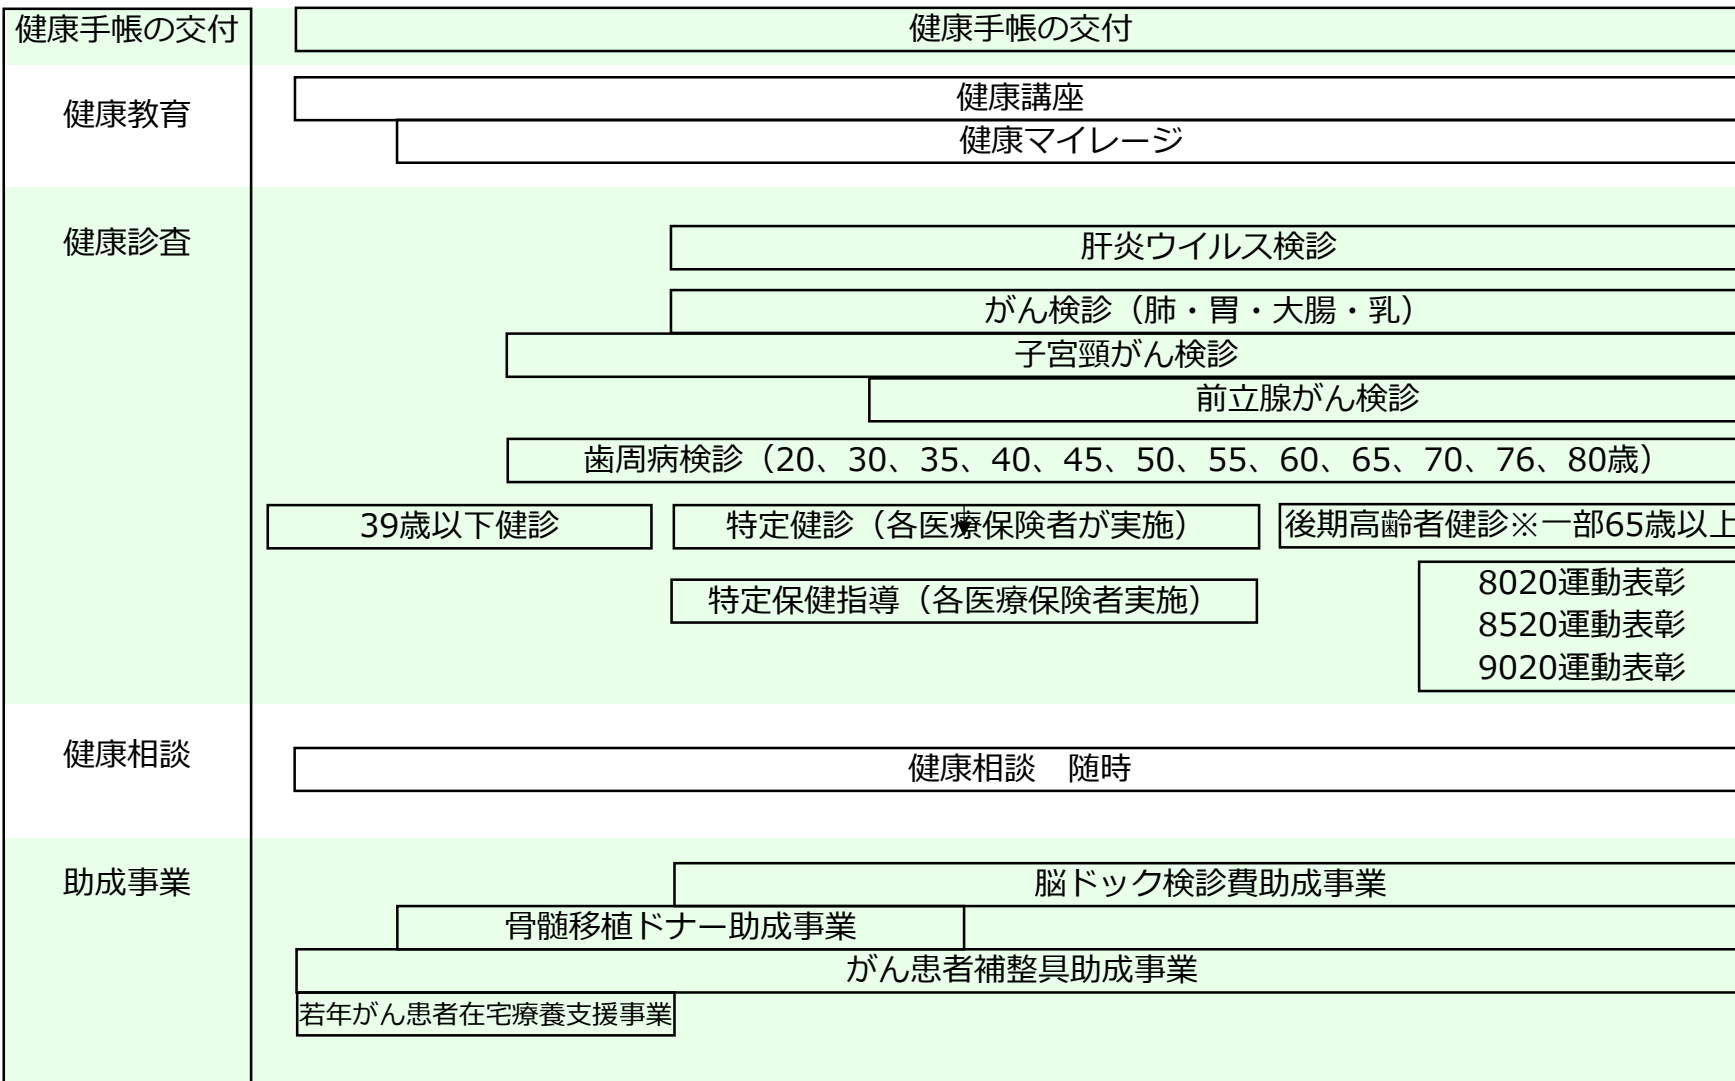 健康手帳の交付
健康手帳の交付
健康教育
健康講座
健康マイレージ
健康診査
肝炎ウイルス検診
がん検診（肺・胃・大腸・乳）
子宮頸がん検診
前立腺がん検診
歯周病検診（20、30、35、40、45、50、55、60、65、70、76、80歳）
39歳以下健診
特定健診（各医療保険者が実施）
後期高齢者健診※一部65歳以上
特定保健指導（各医療保険者実施）
8020運動表彰
8520運動表彰
9020運動表彰
健康相談
健康相談　随時
助成事業
脳ドック検診費助成事業
骨髄移植ドナー助成事業
がん患者補整具助成事業
若年がん患者在宅療養支援事業